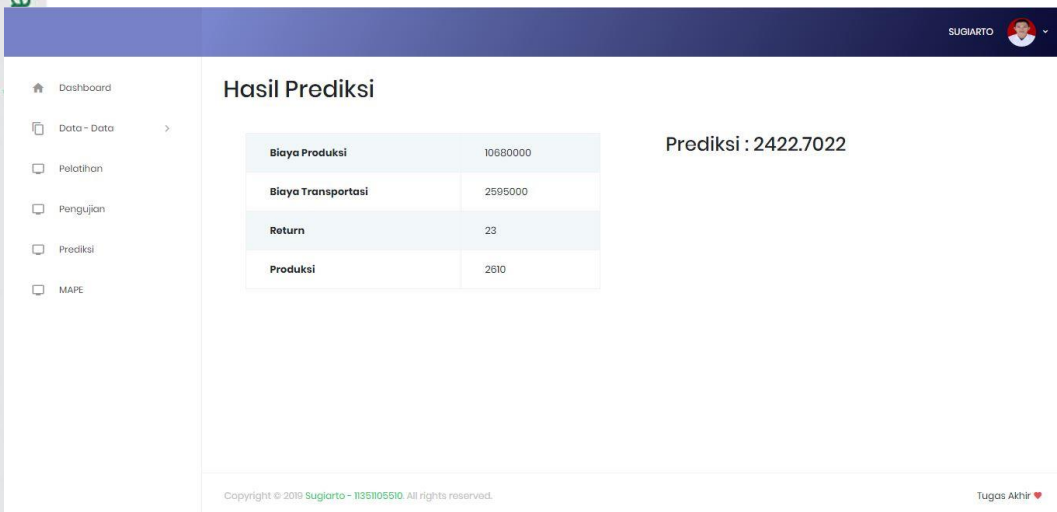 SUGIARTO
Dashboard
Data - Data
Pelatihan
Pengujian
Prediksi
MAPE
Hasil Prediksi
Biaya Produksi 10680000
Biaya Transportasi 2595000
Return 23
Produksi 2610
Prediksi : 2422.7022
Copyright © 2019 Sugiarto - 11351105510. All rights reserved.
Tugas Akhir ♥